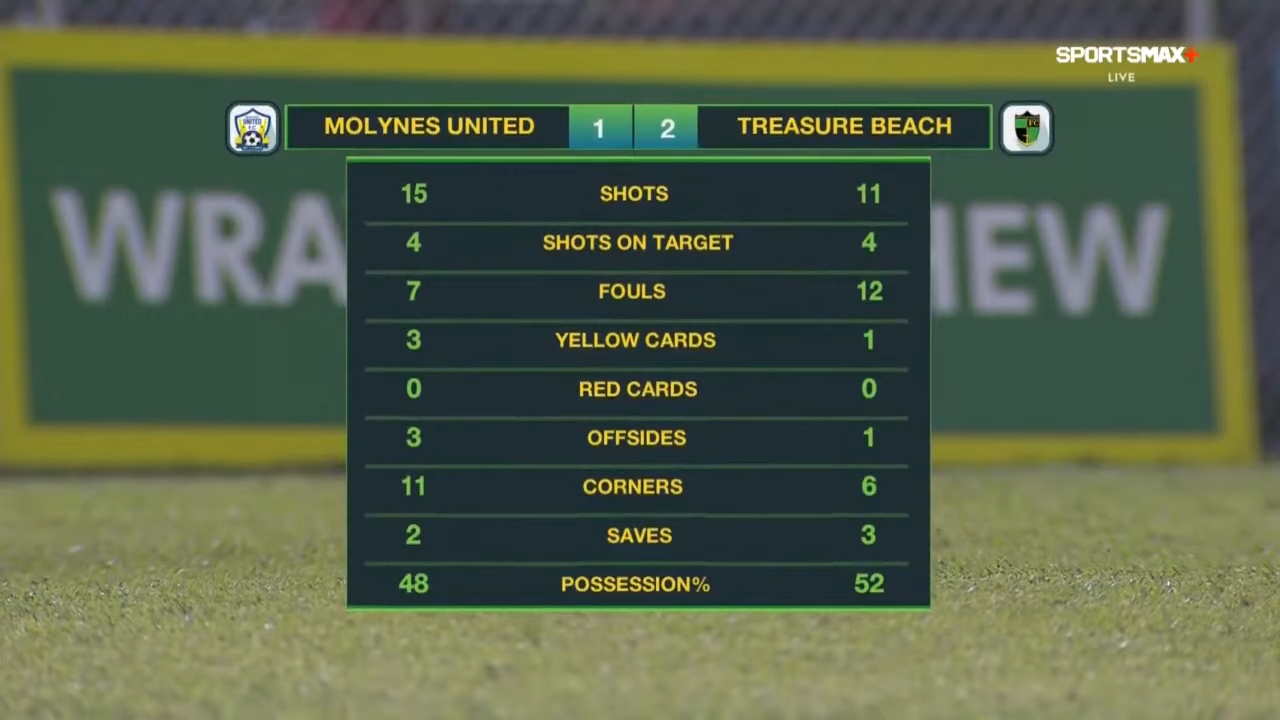 SPORTSMAX+
LIVE
MOLYNES UNITED 1 2 TREASURE BEACH
15 SHOTS 11
4 SHOTS ON TARGET 4
7 FOULS 12
3 YELLOW CARDS 1
0 RED CARDS 0
3 OFFSIDES 1
11 CORNERS 6
2 SAVES 3
48 POSSESSION% 52